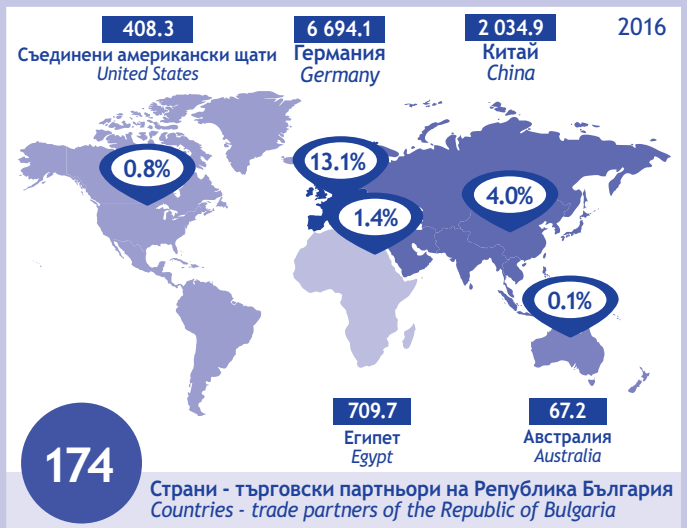 408.3
Съединени американски щати
United States
6 694.1
Германия
Germany
2 034.9
Китай
China
2016
0.8%
13.1%
1.4%
4.0%
0.1%
709.7
Египет
Egypt
67.2
Австралия
Australia
174
Страни - търговски партньори на Република България
Countries - trade partners of the Republic of Bulgaria